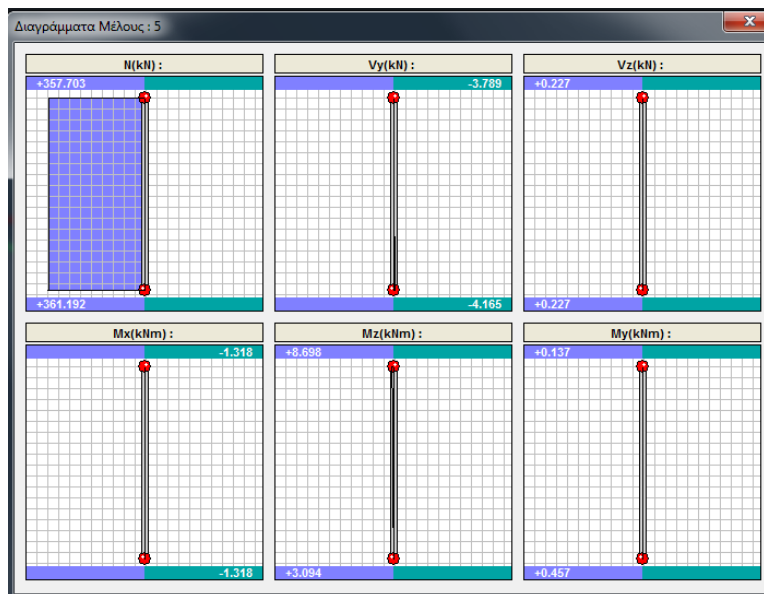 Διαγράμματα Μέλους : 5
N(kN) :
Vy(kN) :
Vz(kN) :
+357.703
-3.789
+0.227
+361.192
-4.165
+0.227
Mx(kNm) :
Mz(kNm) :
My(kNm) :
-1.318
+8.698
+0.137
-1.318
+3.094
+0.457